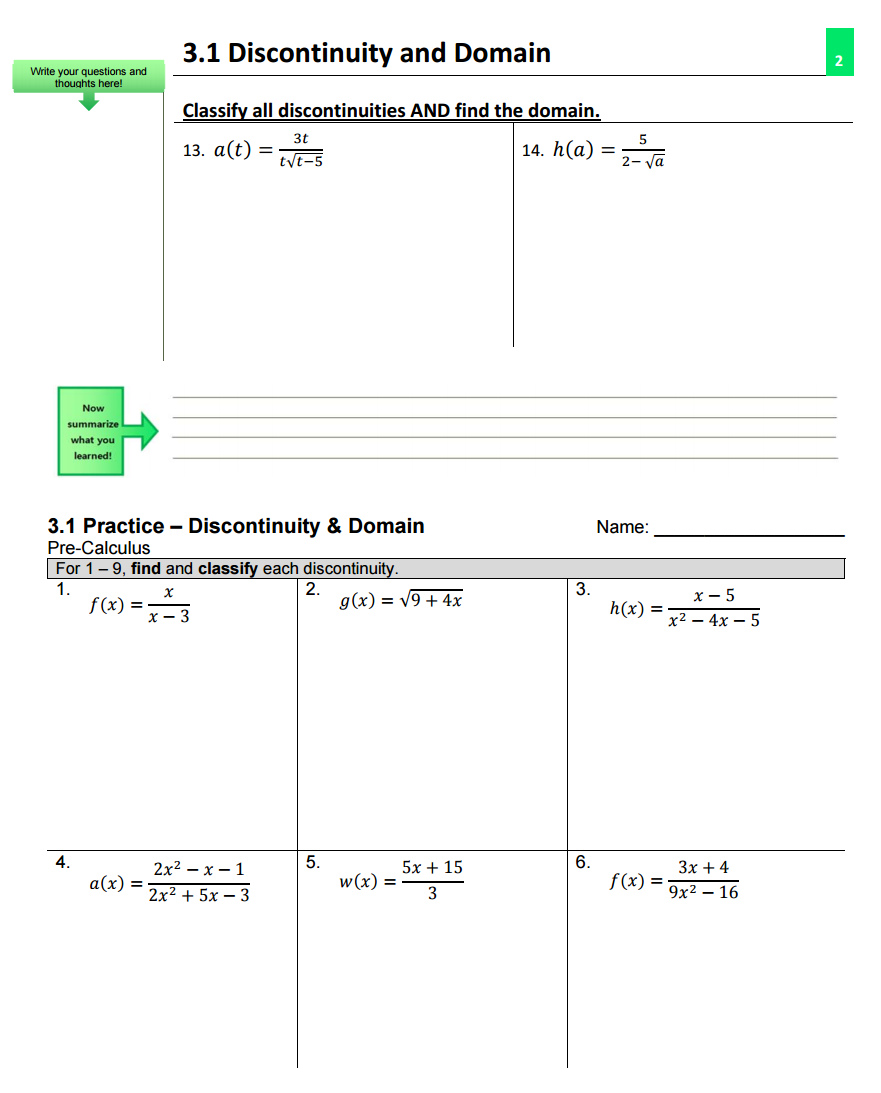 3.1 Discontinuity and Domain
2
Write your questions and
thoughts here!
Classify all discontinuities AND find the domain.
13. a(t) = 3t / t√t−5
14. h(a) = 5 / 2− √a
Now
summarize
what you
learned!
3.1 Practice – Discontinuity & Domain
Name:
Pre-Calculus
For 1 – 9, find and classify each discontinuity.
1. f(x) = x / x − 3
2. g(x) = √9 + 4x
3. h(x) = x − 5 / x² − 4x − 5
4. a(x) = 2x² − x − 1 / 2x² + 5x − 3
5. w(x) = 5x + 15 / 3
6. f(x) = 3x + 4 / 9x² − 16